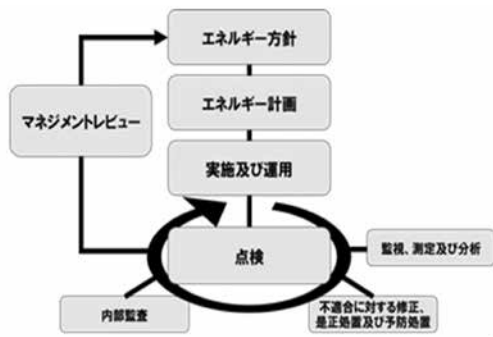 エネルギー方針
エネルギー計画
マネジメントレビュー
実施及び運用
点検
監視、測定及び分析
内部監査
不適合に対する修正、
是正処置及び予防処置